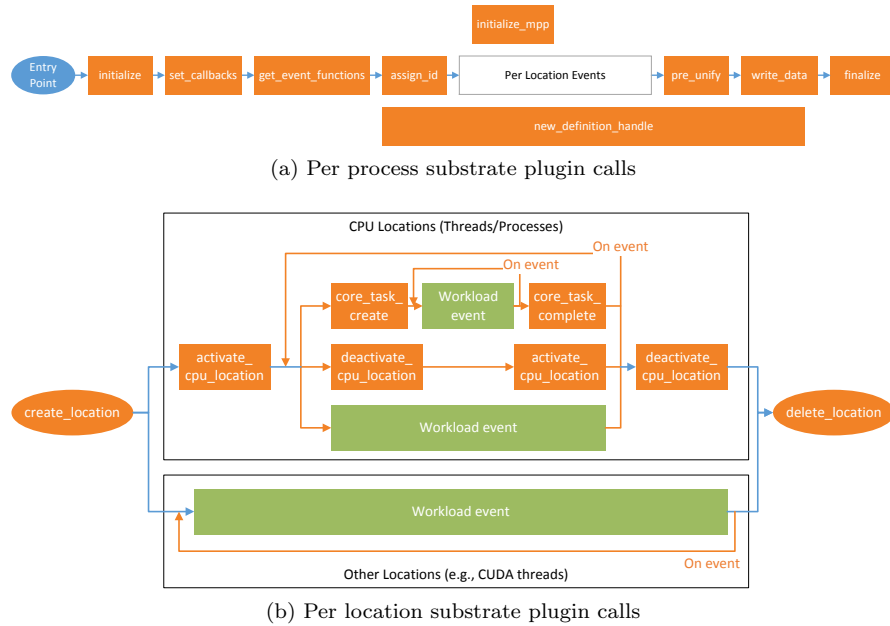 initialize_mpp
Entry
Point
initialize
set_callbacks
get_event_functions
assign_id
Per Location Events
pre_unify
write_data
finalize
new_definition_handle
(a) Per process substrate plugin calls
CPU Locations (Threads/Processes)
On event
On event
core_task_
create
Workload
event
core_task_
complete
activate_
cpu_location
deactivate_
cpu_location
activate_
cpu_location
deactivate_
cpu_location
create_location
delete_location
Workload event
Workload event
On event
Other Locations (e.g., CUDA threads)
(b) Per location substrate plugin calls